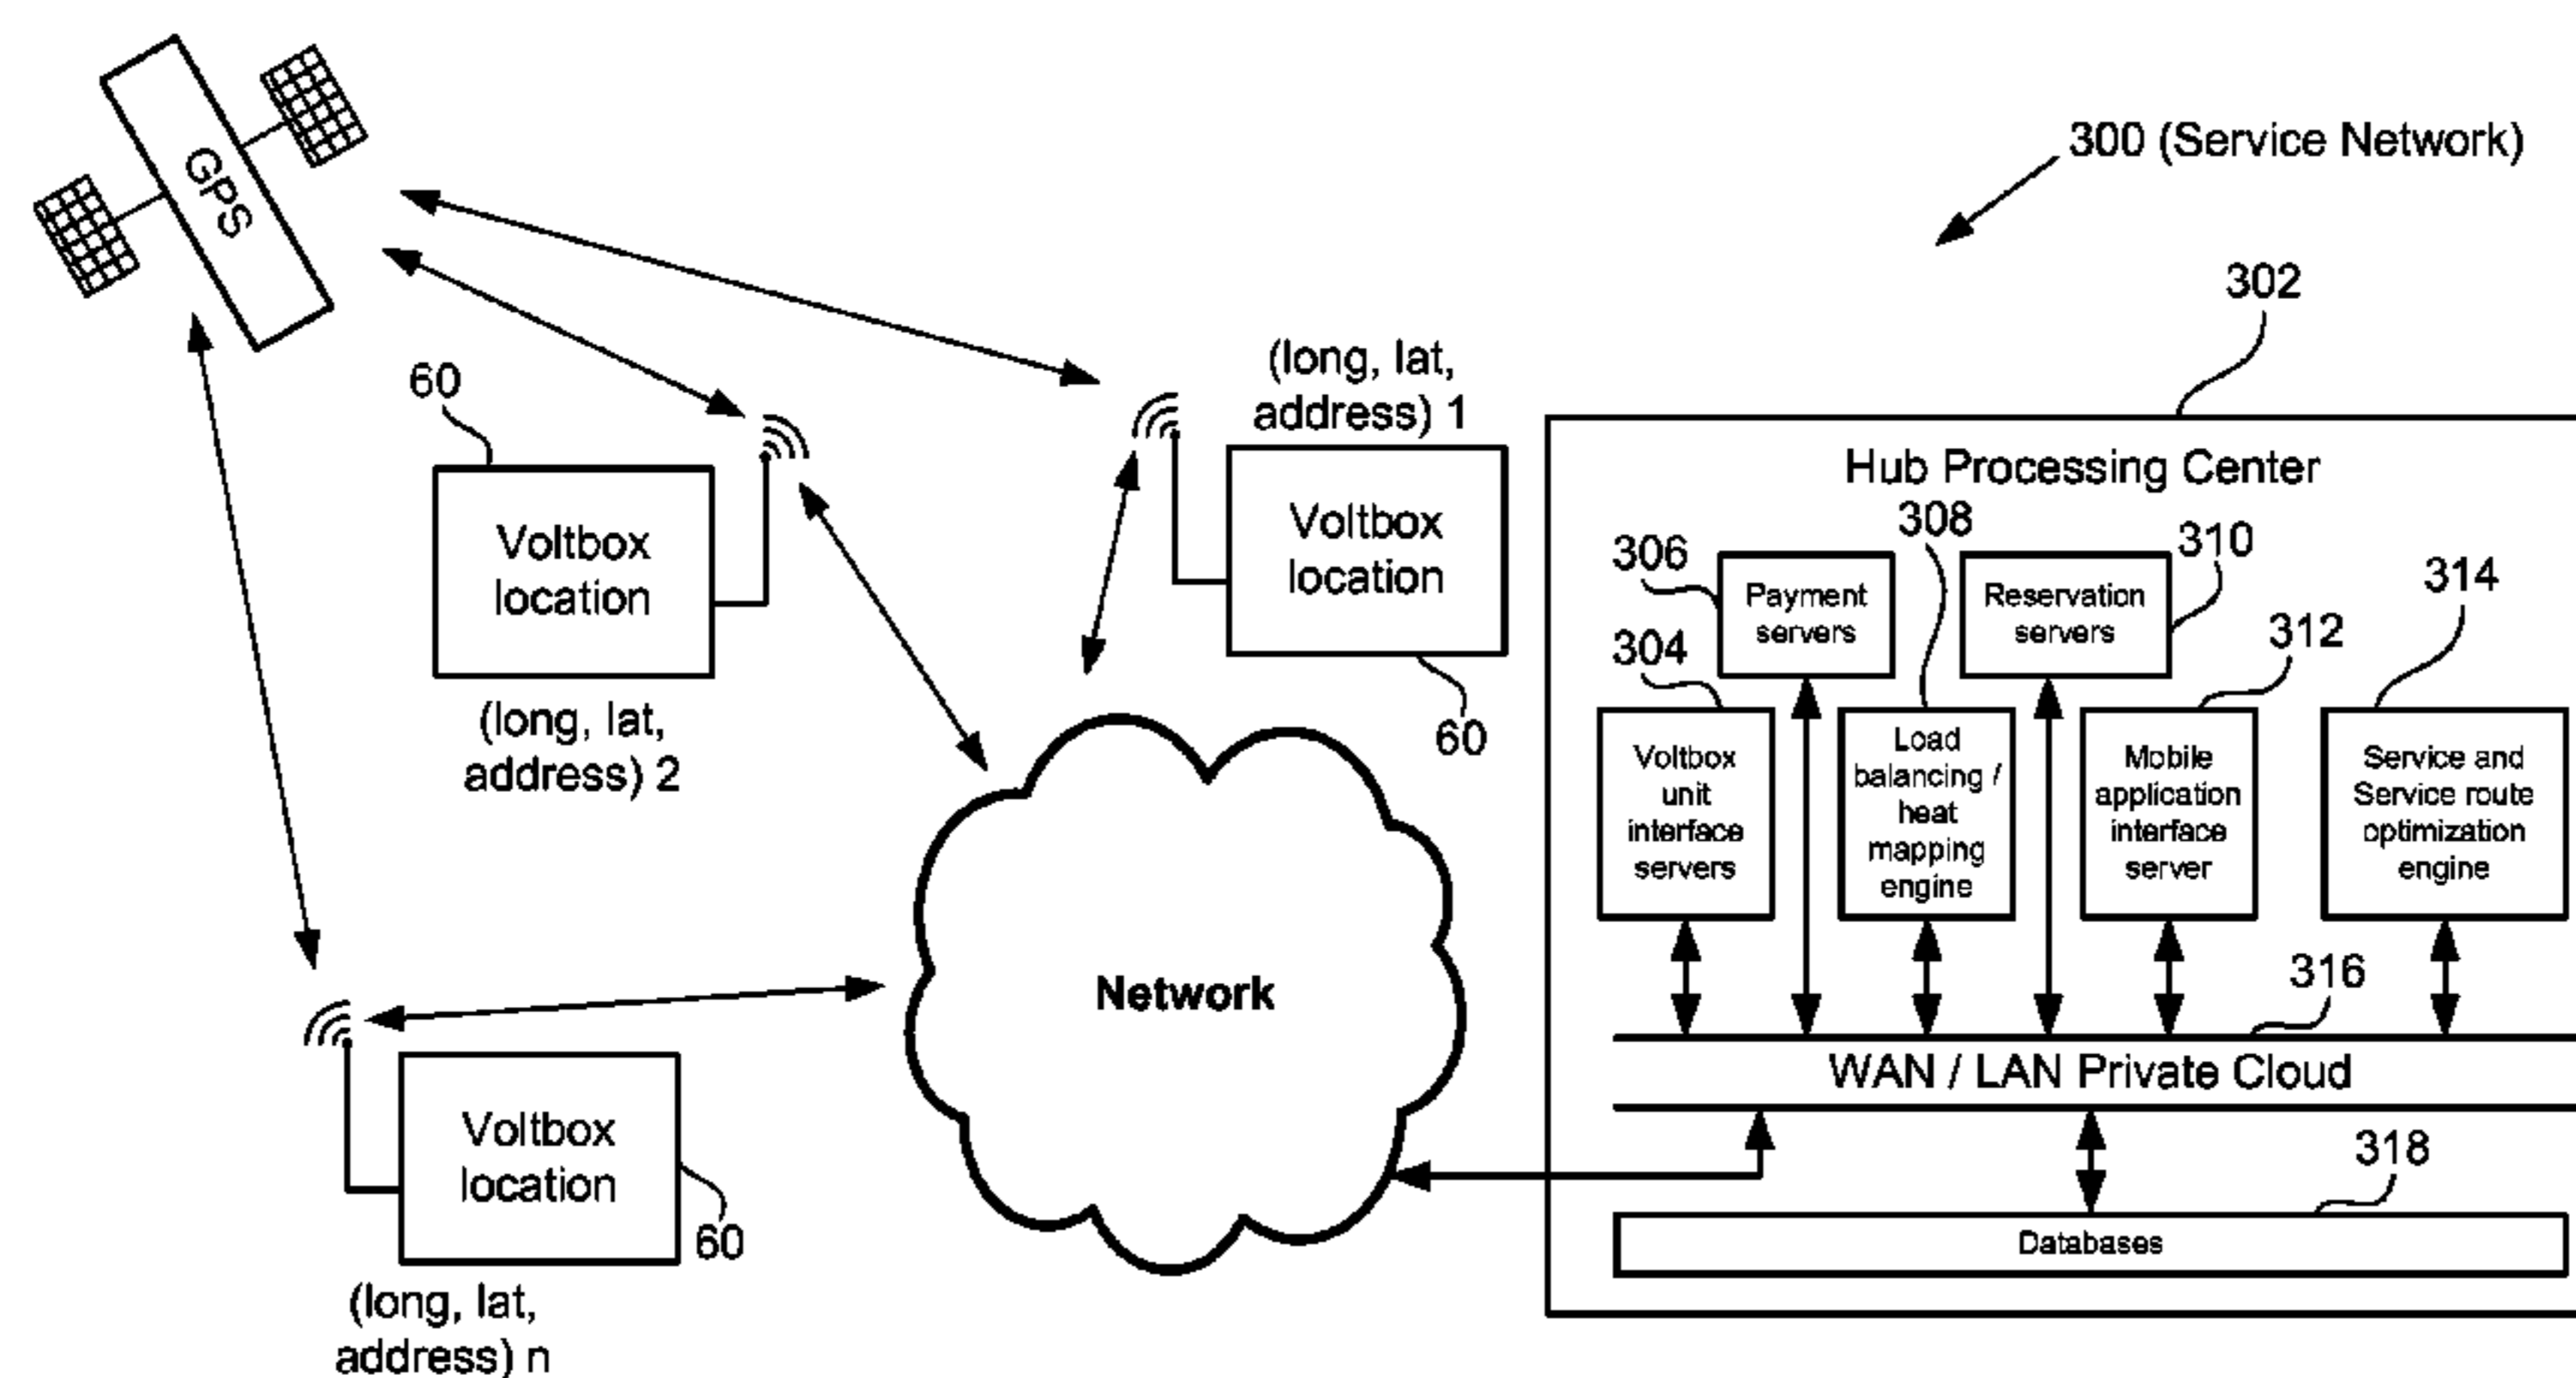 GPS
300 (Service Network)
302
60
(long, lat,
address) 1
Voltbox
location
(long, lat,
address) 2
Voltbox
location
60
Network
Voltbox
location
60
(long, lat,
address) n
Hub Processing Center
306
308
310
Payment
servers
Reservation
servers
314
304
312
Voltbox
unit
interface
servers
Load
balancing /
heat
mapping
engine
Mobile
application
interface
server
Service and
Service route
optimization
engine
316
WAN / LAN Private Cloud
318
Databases